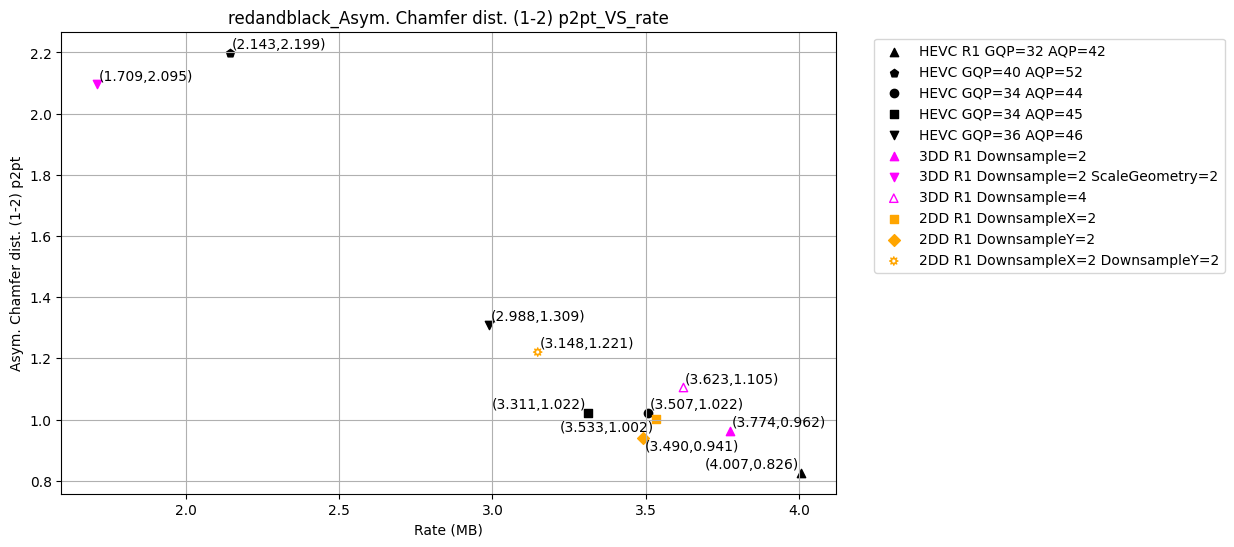 redandblack_Asym. Chamfer dist. (1-2) p2pt_VS_rate
Asym. Chamfer dist. (1-2) p2pt
2.2
2.0
1.8
1.6
1.4
1.2
1.0
0.8
(2.143,2.199)
(1.709,2.095)
(2.988,1.309)
(3.148,1.221)
(3.623,1.105)
(3.311,1.022)
(3.507,1.022)
(3.533,1.002)
(3.774,0.962)
(3.490,0.941)
(4.007,0.826)
2.0
2.5
3.0
3.5
4.0
Rate (MB)
HEVC R1 GQP=32 AQP=42
HEVC GQP=40 AQP=52
HEVC GQP=34 AQP=44
HEVC GQP=34 AQP=45
HEVC GQP=36 AQP=46
3DD R1 Downsample=2
3DD R1 Downsample=2 ScaleGeometry=2
3DD R1 Downsample=4
2DD R1 DownsampleX=2
2DD R1 DownsampleY=2
2DD R1 DownsampleX=2 DownsampleY=2